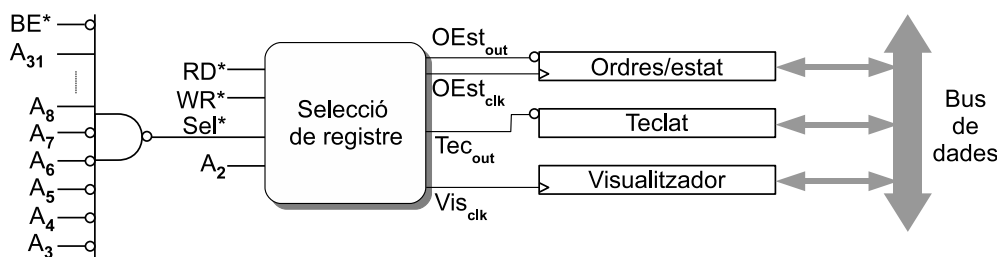 BE*
A31
A8
A7
A6
A5
A4
A3
Sel*
RD*
WR*
A2
Selecció
de registre
OEstout
OEstclk
Tecout
Visclk
Ordres/estat
Teclat
Visualitzador
Bus
de
dades